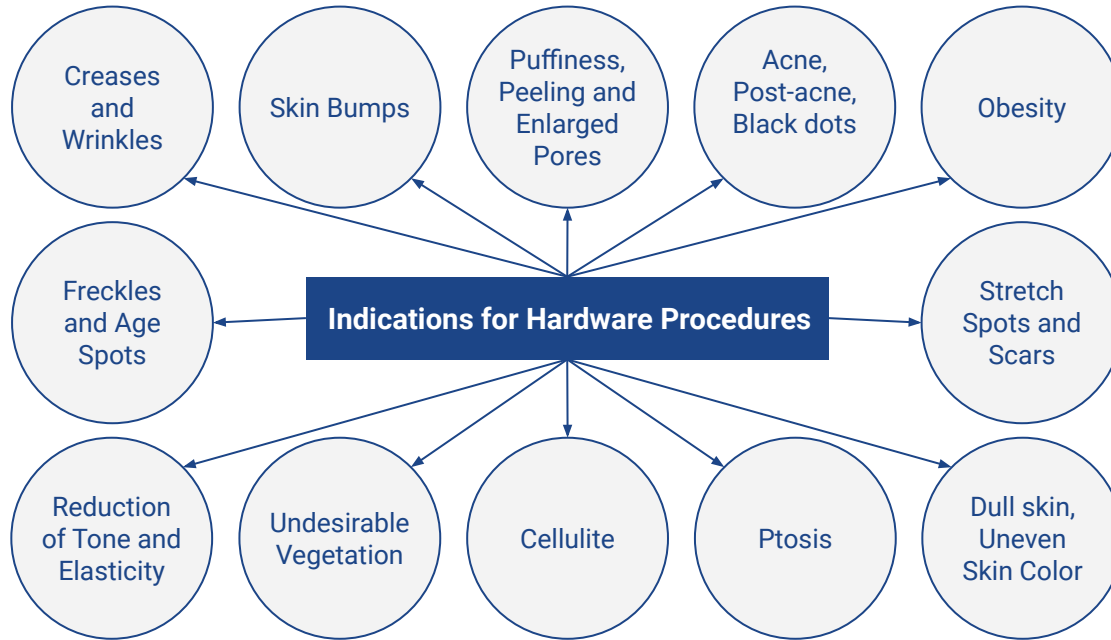 Creases
and
Wrinkles
Skin Bumps
Puffiness,
Peeling and
Enlarged
Pores
Acne,
Post-acne,
Black dots
Obesity
Freckles
and Age
Spots
Indications for Hardware Procedures
Stretch
Spots and
Scars
Reduction
of Tone and
Elasticity
Undesirable
Vegetation
Cellulite
Ptosis
Dull skin,
Uneven
Skin Color